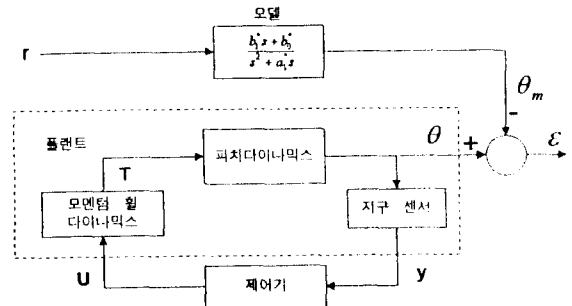 모델
r
b₁* s + b₀*
s² + a₁* s
θm
-
플랜트
T
피치다이나믹스
θ
+
ε
모멘텀 휠
다이나믹스
지구 센서
U
y
제어기